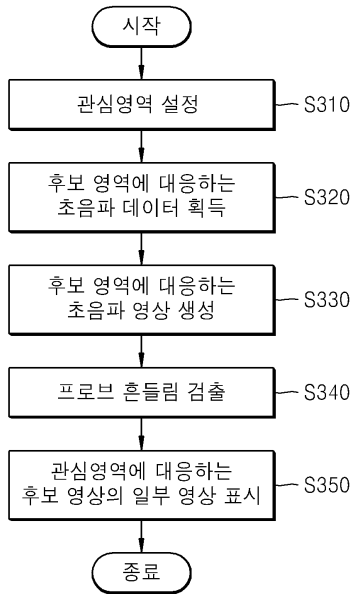 시작
관심영역 설정
S310
후보 영역에 대응하는
초음파 데이터 획득
S320
후보 영역에 대응하는
초음파 영상 생성
S330
프로브 흔들림 검출
S340
관심영역에 대응하는
후보 영상의 일부 영상 표시
S350
종료